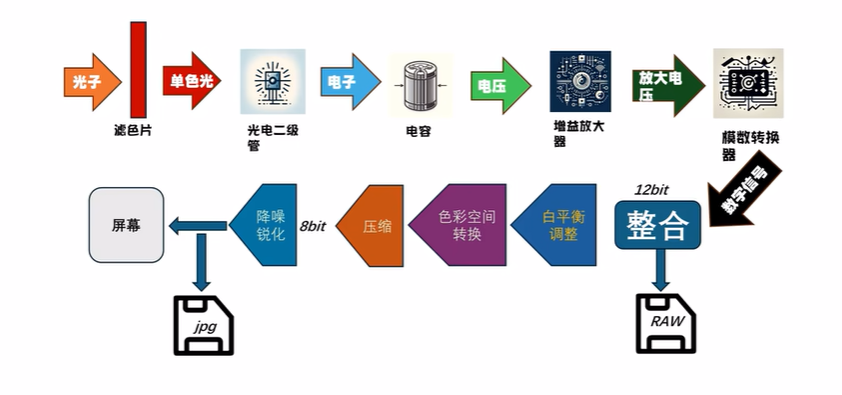 光子
滤色片
单色光
光电二级
管
电子
电容
电压
增益放大
器
放大电
压
模数转换
器
数字信号
12bit
整合
RAW
白平衡
调整
色彩空间
转换
压缩
8bit
降噪
锐化
屏幕
jpg